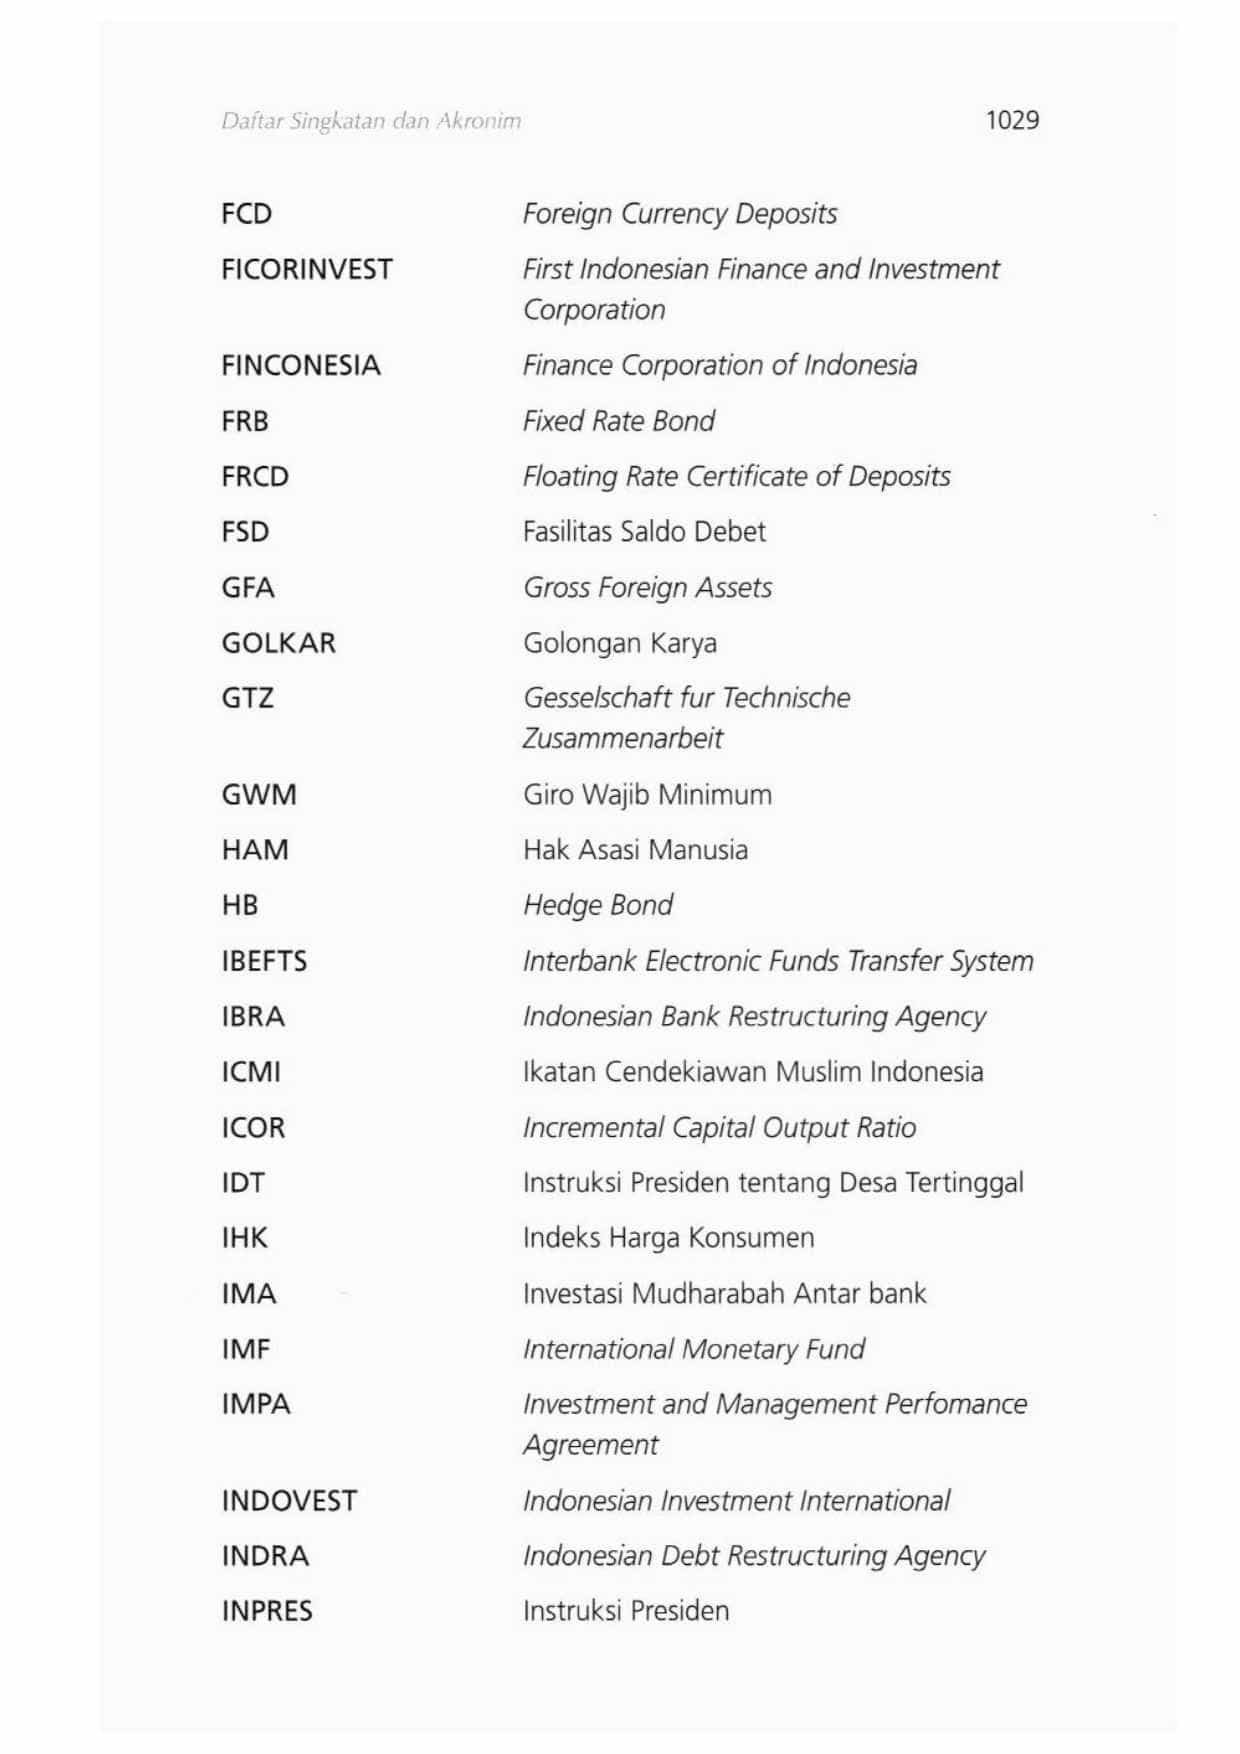 Daftar Singkatan dan Akronim 1029
FCD Foreign Currency Deposits
FICORINVEST First Indonesian Finance and Investment
Corporation
FINCONESIA Finance Corporation of Indonesia
FRB Fixed Rate Bond
FRCD Floating Rate Certificate of Deposits
FSD Fasilitas Saldo Debet
GFA Gross Foreign Assets
GOLKAR Golongan Karya
GTZ Gesselschaft fur Technische
Zusammenarbeit
GWM Giro Wajib Minimum
HAM Hak Asasi Manusia
HB Hedge Bond
IBEFTS Interbank Electronic Funds Transfer System
IBRA Indonesian Bank Restructuring Agency
ICMI Ikatan Cendekiawan Muslim Indonesia
ICOR Incremental Capital Output Ratio
IDT Instruksi Presiden tentang Desa Tertinggal
IHK Indeks Harga Konsumen
IMA Investasi Mudharabah Antar bank
IMF International Monetary Fund
IMPA Investment and Management Perfomance
Agreement
INDOVEST Indonesian Investment International
INDRA Indonesian Debt Restructuring Agency
INPRES Instruksi Presiden